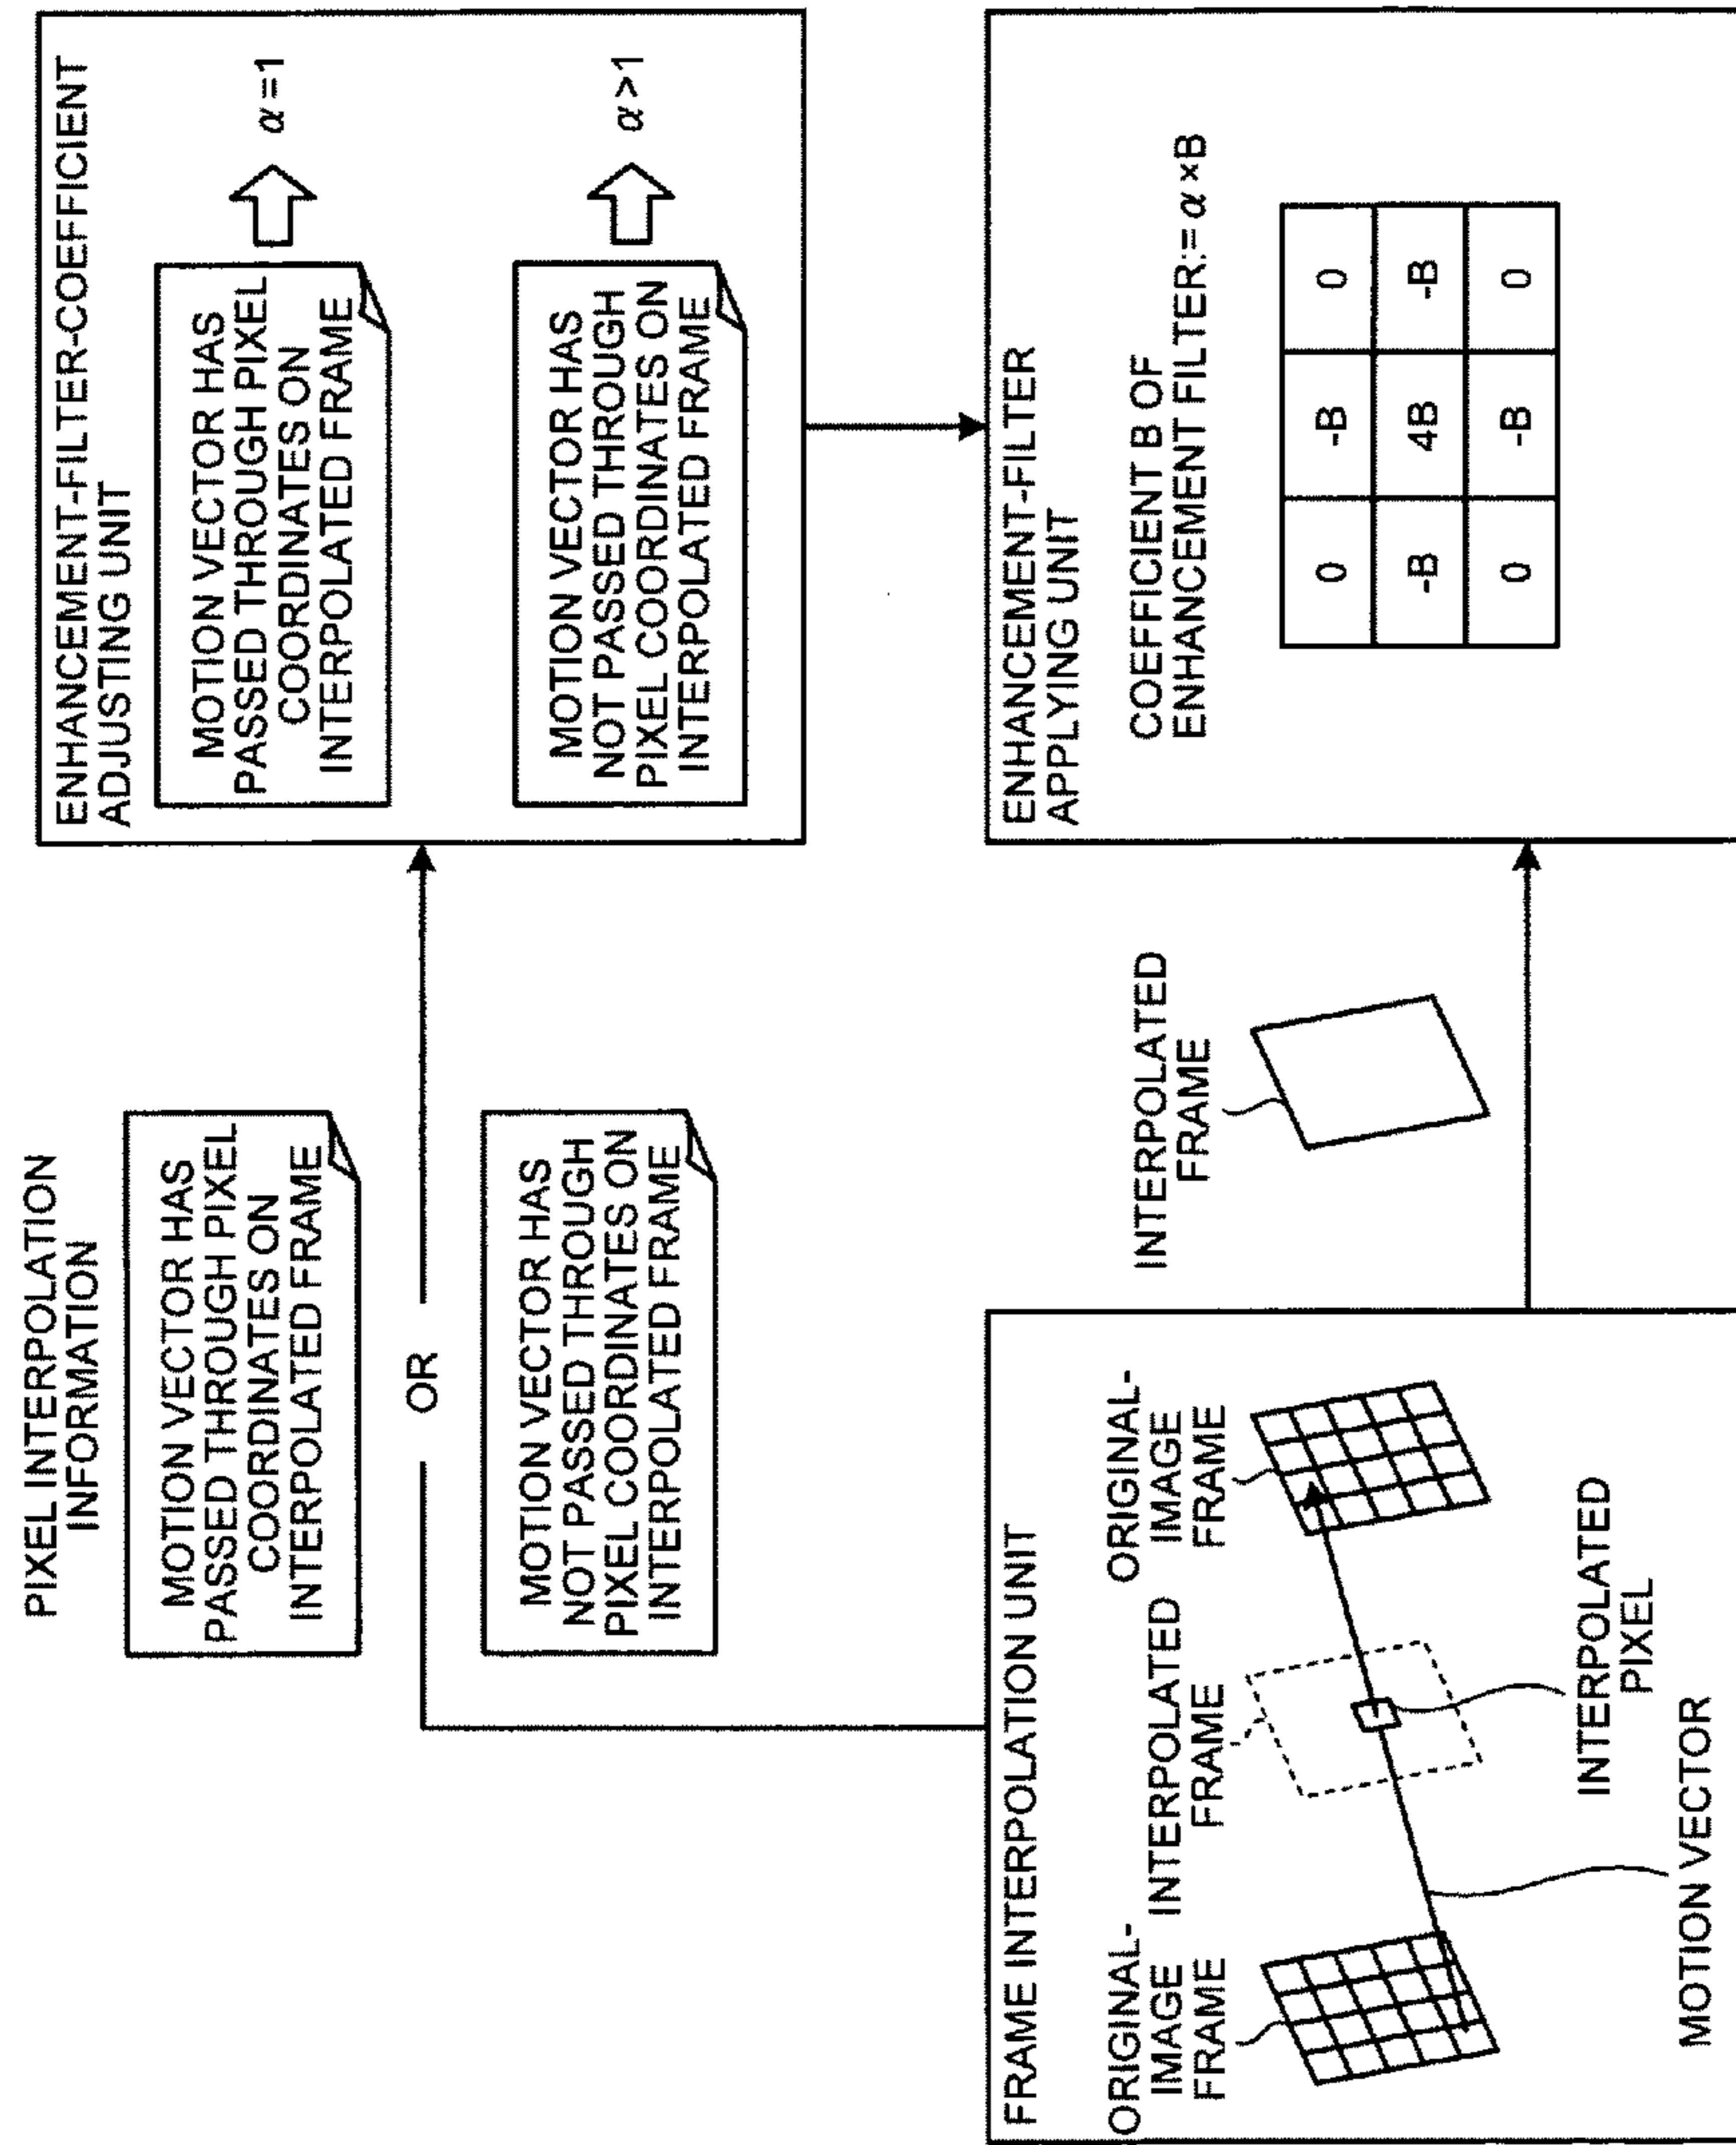 PIXEL INTERPOLATION
INFORMATION
MOTION VECTOR HAS
PASSED THROUGH PIXEL
COORDINATES ON
INTERPOLATED FRAME
OR
MOTION VECTOR HAS
NOT PASSED THROUGH
PIXEL COORDINATES ON
INTERPOLATED FRAME
ENHANCEMENT-FILTER-COEFFICIENT
ADJUSTING UNIT
MOTION VECTOR HAS
PASSED THROUGH PIXEL
COORDINATES ON
INTERPOLATED FRAME
α=1
MOTION VECTOR HAS
NOT PASSED THROUGH
PIXEL COORDINATES ON
INTERPOLATED FRAME
α>1
FRAME INTERPOLATION UNIT
ORIGINAL-
IMAGE
FRAME
INTERPOLATED
FRAME
ORIGINAL-
IMAGE
FRAME
INTERPOLATED
PIXEL
MOTION VECTOR
INTERPOLATED
FRAME
ENHANCEMENT-FILTER
APPLYING UNIT
COEFFICIENT B OF
ENHANCEMENT FILTER:= α×B
0 -B 0
-B 4B -B
0 -B 0